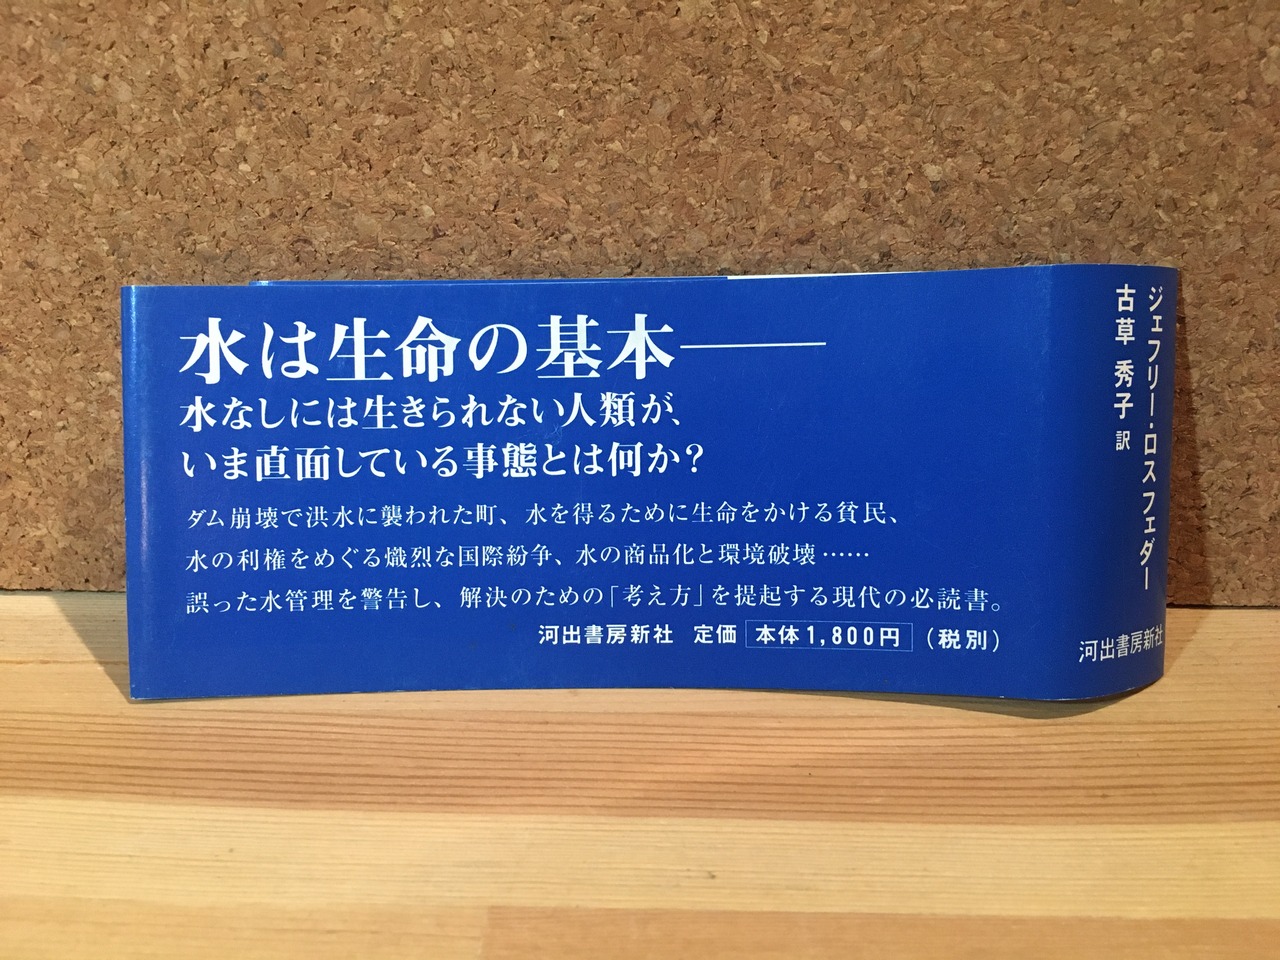 水は生命の基本――
水なしには生きられない人類が、
いま直面している事態とは何か?
ダム崩壊で洪水に襲われた町、水を得るために生命をかける貧民、
水の利権をめぐる熾烈な国際紛争、水の商品化と環境破壊……
誤った水管理を警告し、解決のための「考え方」を提起する現代の必読書。
河出書房新社 定価 本体1,800円 (税別)
ジェフリー・ロスフェダー
古草 秀子 訳
河出書房新社